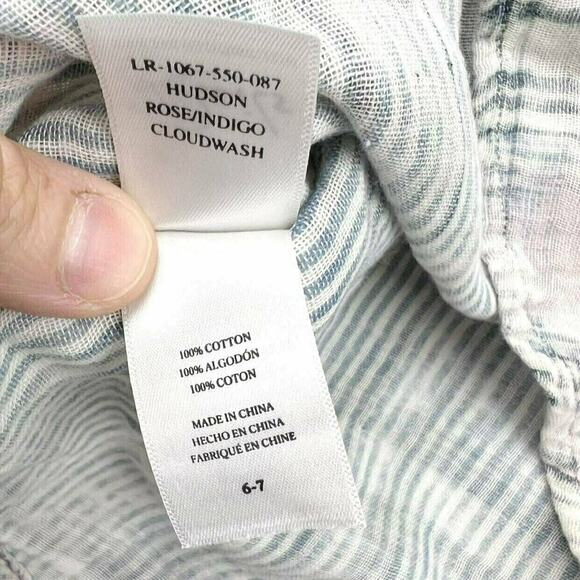 LR-1067-550-087
HUDSON
ROSE/INDIGO
CLOUDWASH
100% COTTON
100% ALGODÓN
100% COTON
MADE IN CHINA
HECHO EN CHINA
FABRIQUÉ EN CHINE
6-7